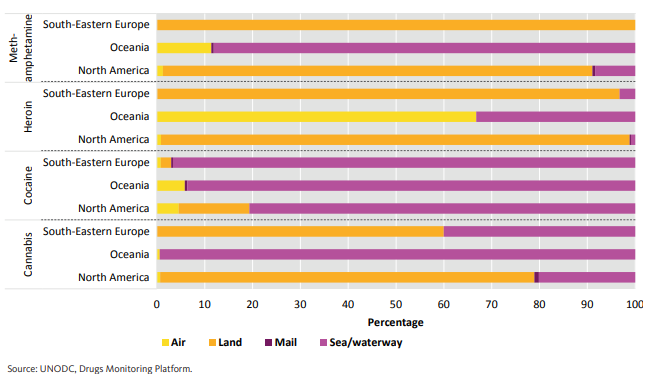 Meth-
amphetamine
South-Eastern Europe
Oceania
North America
Heroin
South-Eastern Europe
Oceania
North America
Cocaine
South-Eastern Europe
Oceania
North America
Cannabis
South-Eastern Europe
Oceania
North America
0 10 20 30 40 50 60 70 80 90 100
Percentage
Air Land Mail Sea/waterway
Source: UNODC, Drugs Monitoring Platform.